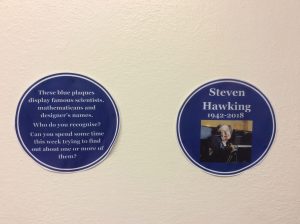 These blue plaques
display famous scientists,
mathematicans and
designer's names.
Who do you recognise?
Can you spend some time
this week trying to find
out about one or more of
them?
Steven
Hawking
1942-2018